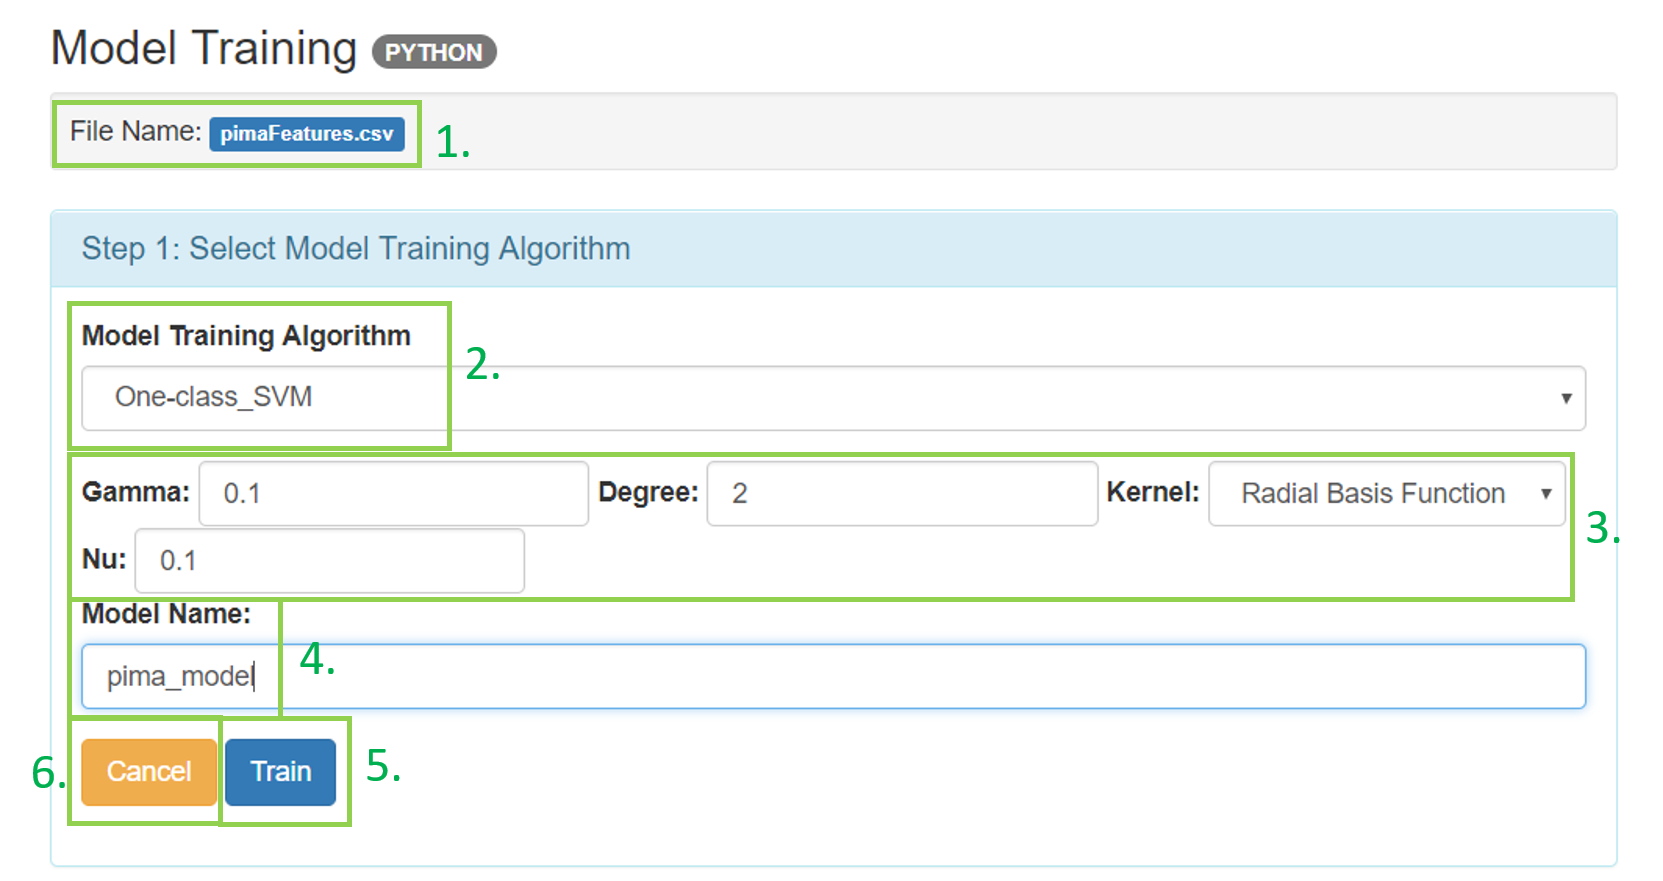 Model Training PYTHON
File Name: pimaFeatures.csv 1.
Step 1: Select Model Training Algorithm
Model Training Algorithm
2.
One-class_SVM
Gamma: 0.1 Degree: 2 Kernel: Radial Basis Function
3.
Nu: 0.1
Model Name:
4.
pima_model
6. Cancel Train 5.